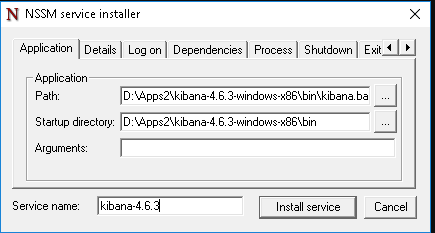 NSSM service installer
Application Details Log on Dependencies Process Shutdown Exit
Application
Path: D:\Apps2\kibana-4.6.3-windows-x86\bin\kibana.ba ...
Startup directory: D:\Apps2\kibana-4.6.3-windows-x86\bin ...
Arguments:
Service name: kibana-4.6.3 Install service Cancel